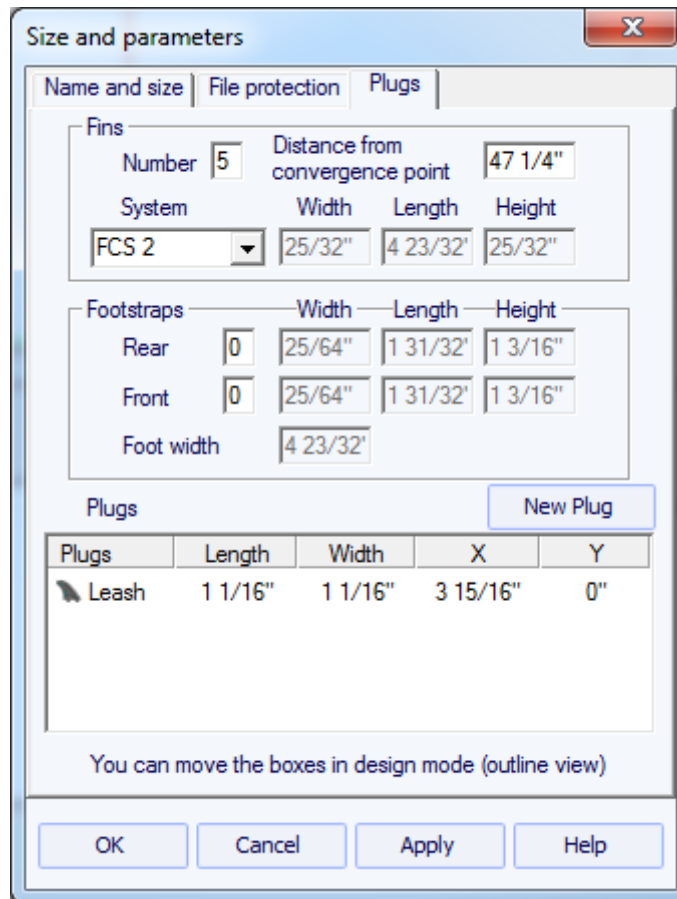 Size and parameters
Name and size File protection Plugs
Fins
Number 5 Distance from convergence point 47 1/4"
System Width Length Height
FCS 2 25/32" 4 23/32' 25/32"
Footstraps Width Length Height
Rear 0 25/64" 1 31/32' 1 3/16"
Front 0 25/64" 1 31/32' 1 3/16"
Foot width 4 23/32'
Plugs New Plug
Plugs Length Width X Y
Leash 1 1/16" 1 1/16" 3 15/16" 0"
You can move the boxes in design mode (outline view)
OK Cancel Apply Help